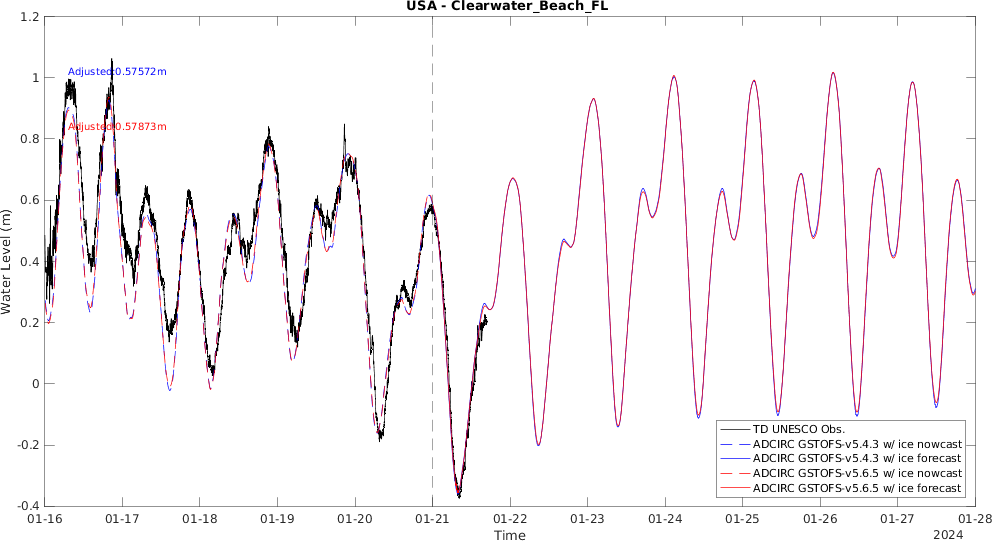 USA - Clearwater_Beach_FL
Water Level (m)
1.2
1
0.8
0.6
0.4
0.2
0
-0.2
-0.4
Adjusted:0.57572m
Adjusted:0.57873m
TD UNESCO Obs.
ADCIRC GSTOFS-v5.4.3 w/ ice nowcast
ADCIRC GSTOFS-v5.4.3 w/ ice forecast
ADCIRC GSTOFS-v5.6.5 w/ ice nowcast
ADCIRC GSTOFS-v5.6.5 w/ ice forecast
01-16 01-17 01-18 01-19 01-20 01-21 01-22 01-23 01-24 01-25 01-26 01-27 01-28
Time
2024